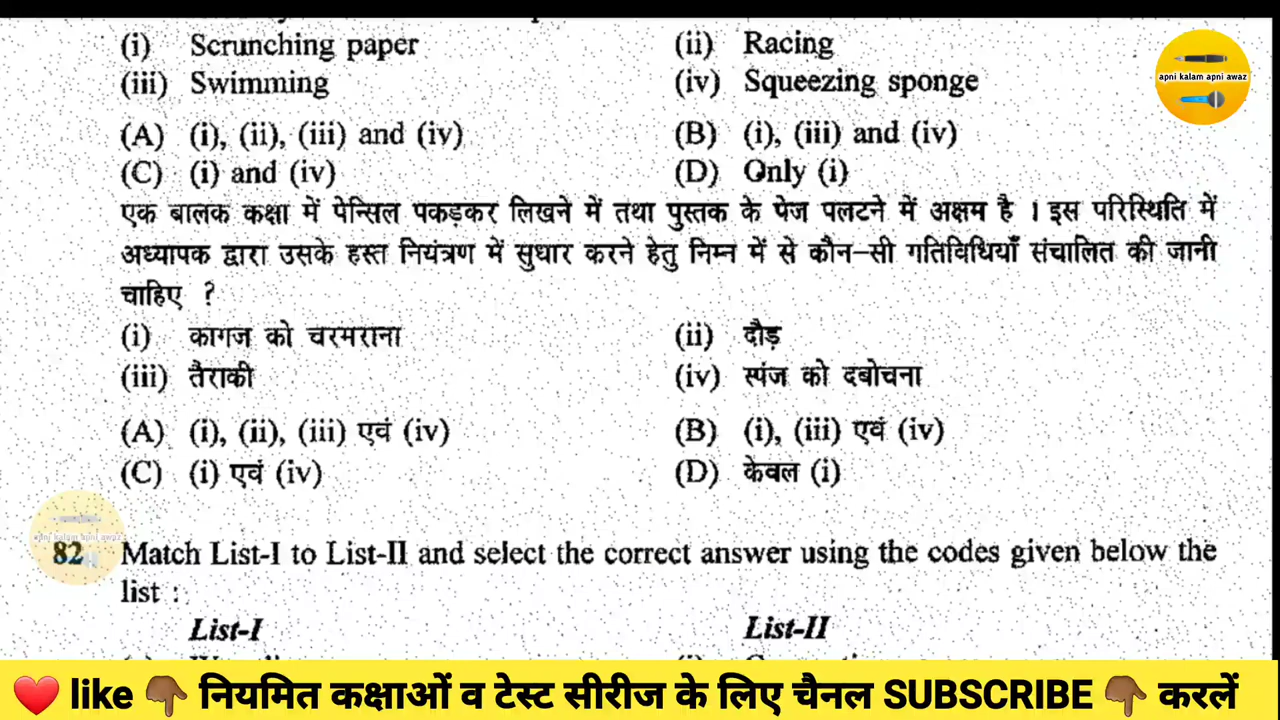 (i) Scrunching paper (ii) Racing
apni kalam apni awaz
(iii) Swimming (iv) Squeezing sponge
(A) (i), (ii), (iii) and (iv) (B) (i), (iii) and (iv)
(C) (i) and (iv) (D) Only (i)
एक बालक कक्षा में पेन्सिल पकड़कर लिखने में तथा पुस्तक के पेज पलटने में अक्षम है । इस परिस्थिति में
अध्यापक द्वारा उसके हस्त नियंत्रण में सुधार करने हेतु निम्न में से कौन-सी गतिविधियाँ संचालित की जानी
चाहिए ?
(i) कागज को चरमराना (ii) दौड़
(iii) तैराकी (iv) स्पंज को दबोचना
(A) (i), (ii), (iii) एवं (iv) (B) (i), (iii) एवं (iv)
(C) (i) एवं (iv) (D) केवल (i)
apni kalam apni awaz
82 Match List-I to List-II and select the correct answer using the codes given below the
list :
List-I List-II
like नियमित कक्षाओं व टेस्ट सीरीज के लिए चैनल SUBSCRIBE करलें